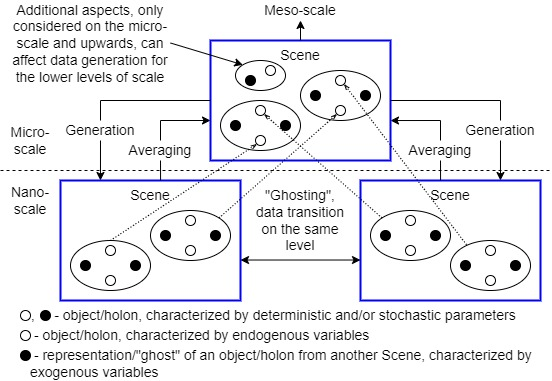 Additional aspects, only
considered on the micro-
scale and upwards, can
affect data generation for
the lower levels of scale
Meso-scale
Scene
Generation
Averaging
Micro-
scale
Generation
Averaging
Nano-
scale
Scene
"Ghosting",
data transition
on the same
level
Scene
, - object/holon, characterized by deterministic and/or stochastic parameters
- object/holon, characterized by endogenous variables
- representation/"ghost" of an object/holon from another Scene, characterized by
exogenous variables